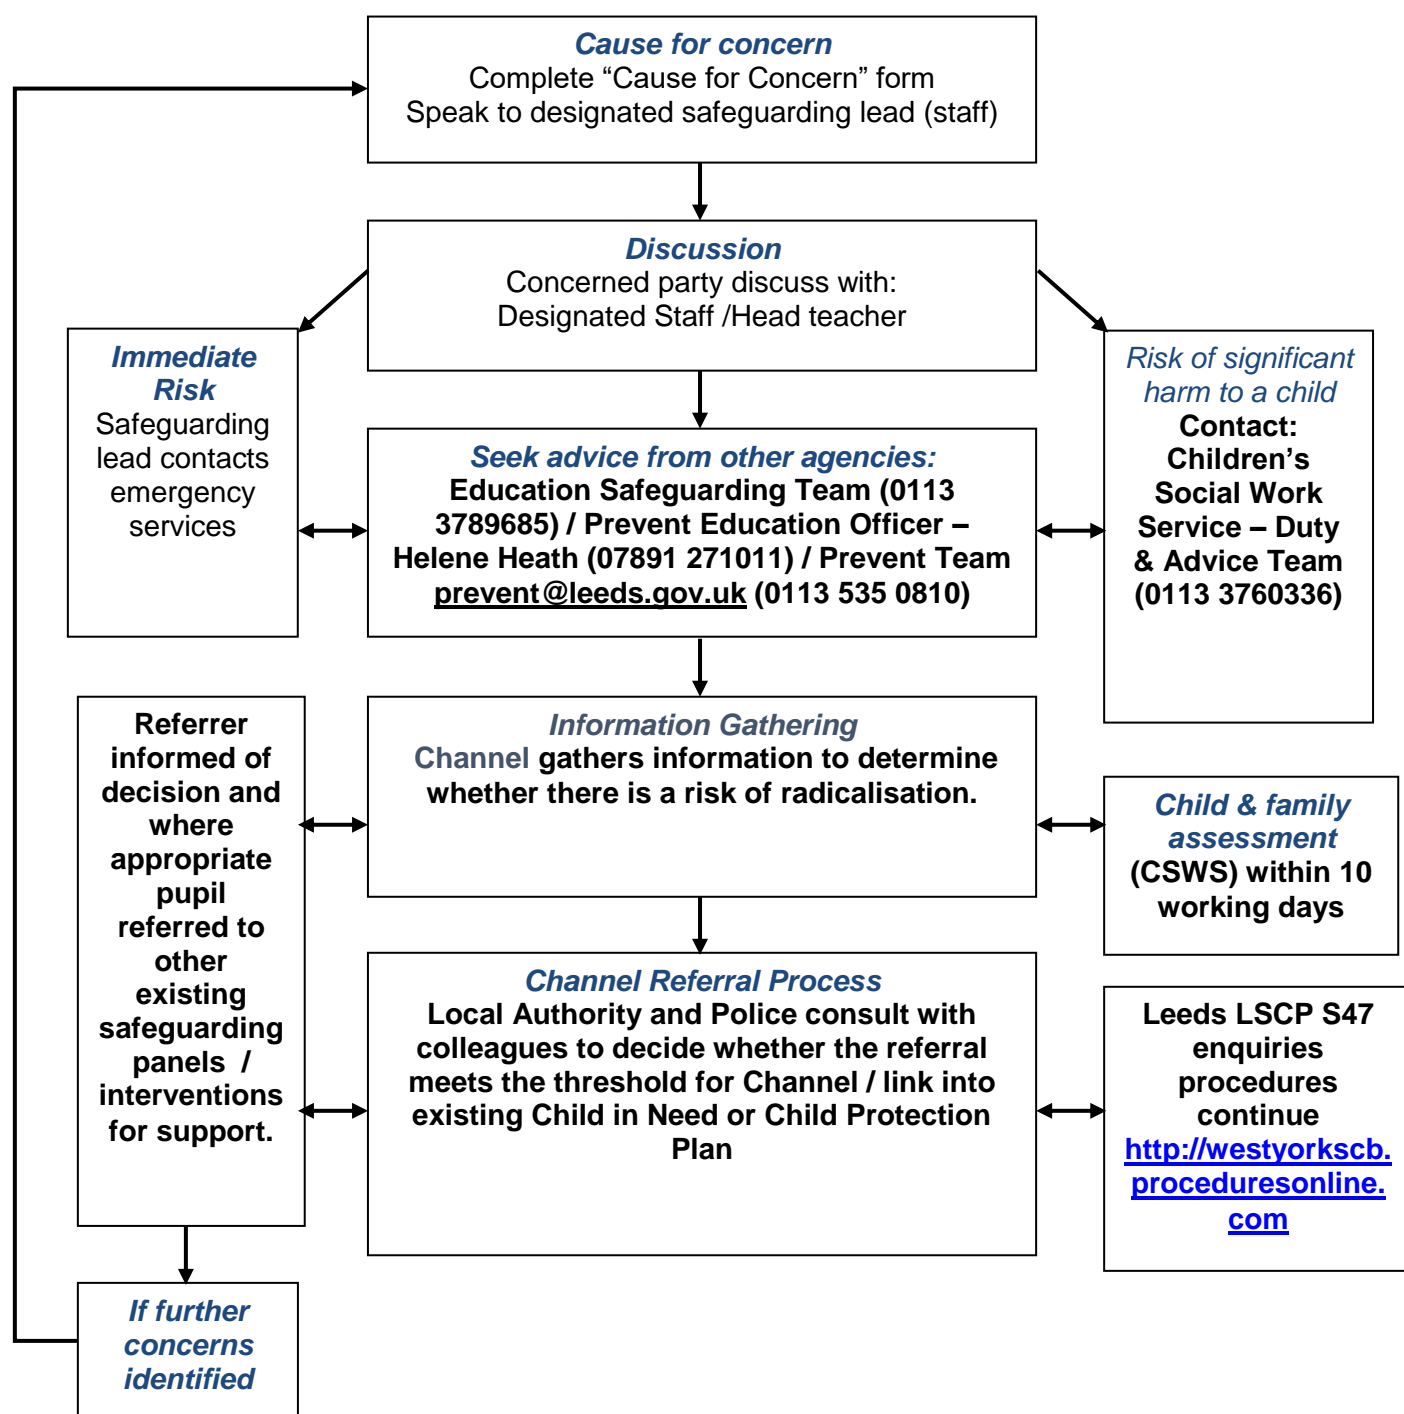 Cause for concern
Complete “Cause for Concern” form
Speak to designated safeguarding lead (staff)
Discussion
Concerned party discuss with:
Designated Staff /Head teacher
Immediate
Risk
Safeguarding
lead contacts
emergency
services
Seek advice from other agencies:
Education Safeguarding Team (0113
3789685) / Prevent Education Officer –
Helene Heath (07891 271011) / Prevent Team
prevent@leeds.gov.uk (0113 535 0810)
Risk of significant
harm to a child
Contact:
Children’s
Social Work
Service – Duty
& Advice Team
(0113 3760336)
Referrer
informed of
decision and
where
appropriate
pupil
referred to
other
existing
safeguarding
panels /
interventions
for support.
Information Gathering
Channel gathers information to determine
whether there is a risk of radicalisation.
Child & family
assessment
(CSWS) within 10
working days
Channel Referral Process
Local Authority and Police consult with
colleagues to decide whether the referral
meets the threshold for Channel / link into
existing Child in Need or Child Protection
Plan
Leeds LSCP S47
enquiries
procedures
continue
http://westyorkscb.
proceduresonline.
com
If further
concerns
identified